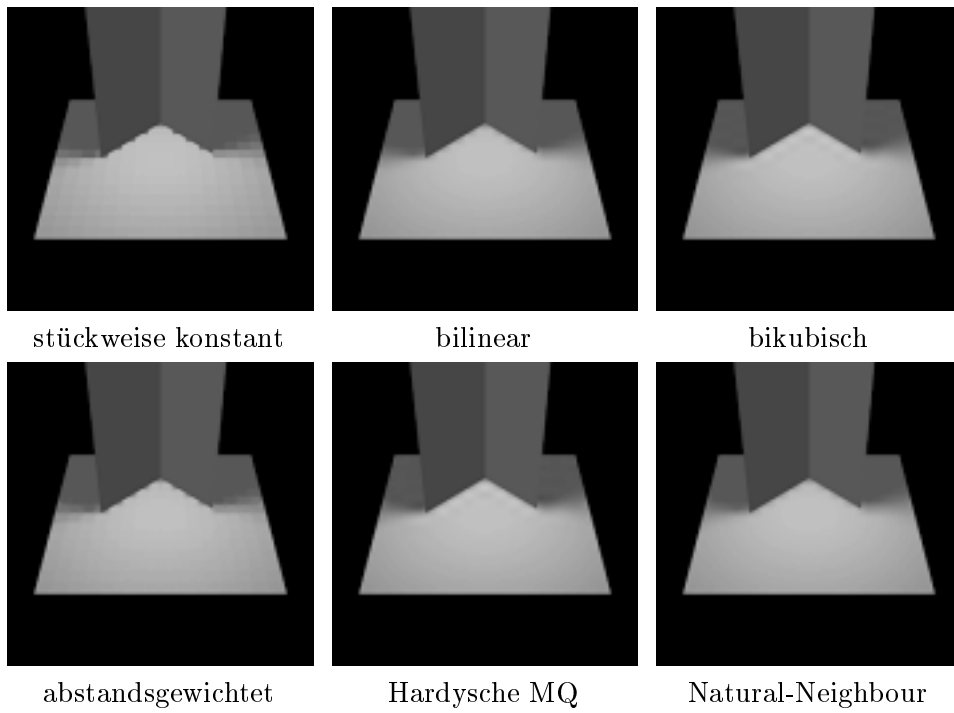 stückweise konstant
bilinear
bikubisch
abstandsgewichtet
Hardysche MQ
Natural-Neighbour